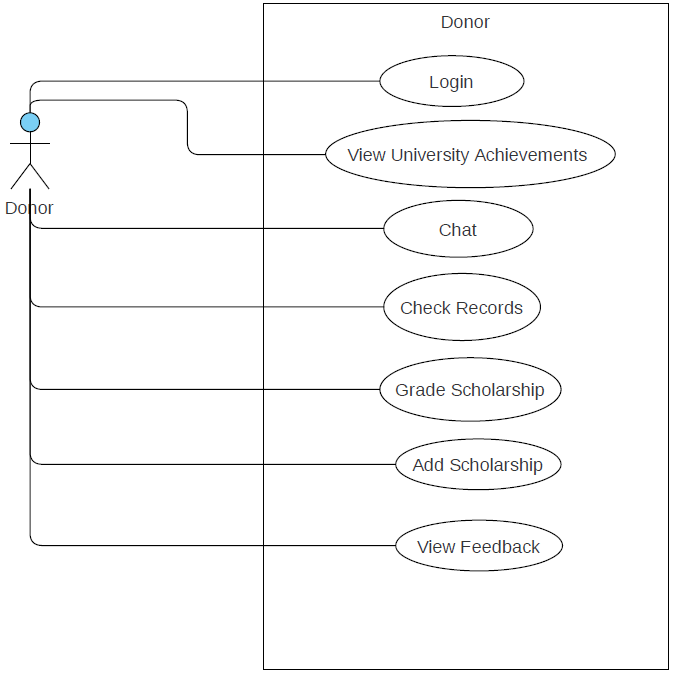 Donor
Login
View University Achievements
Donor
Chat
Check Records
Grade Scholarship
Add Scholarship
View Feedback